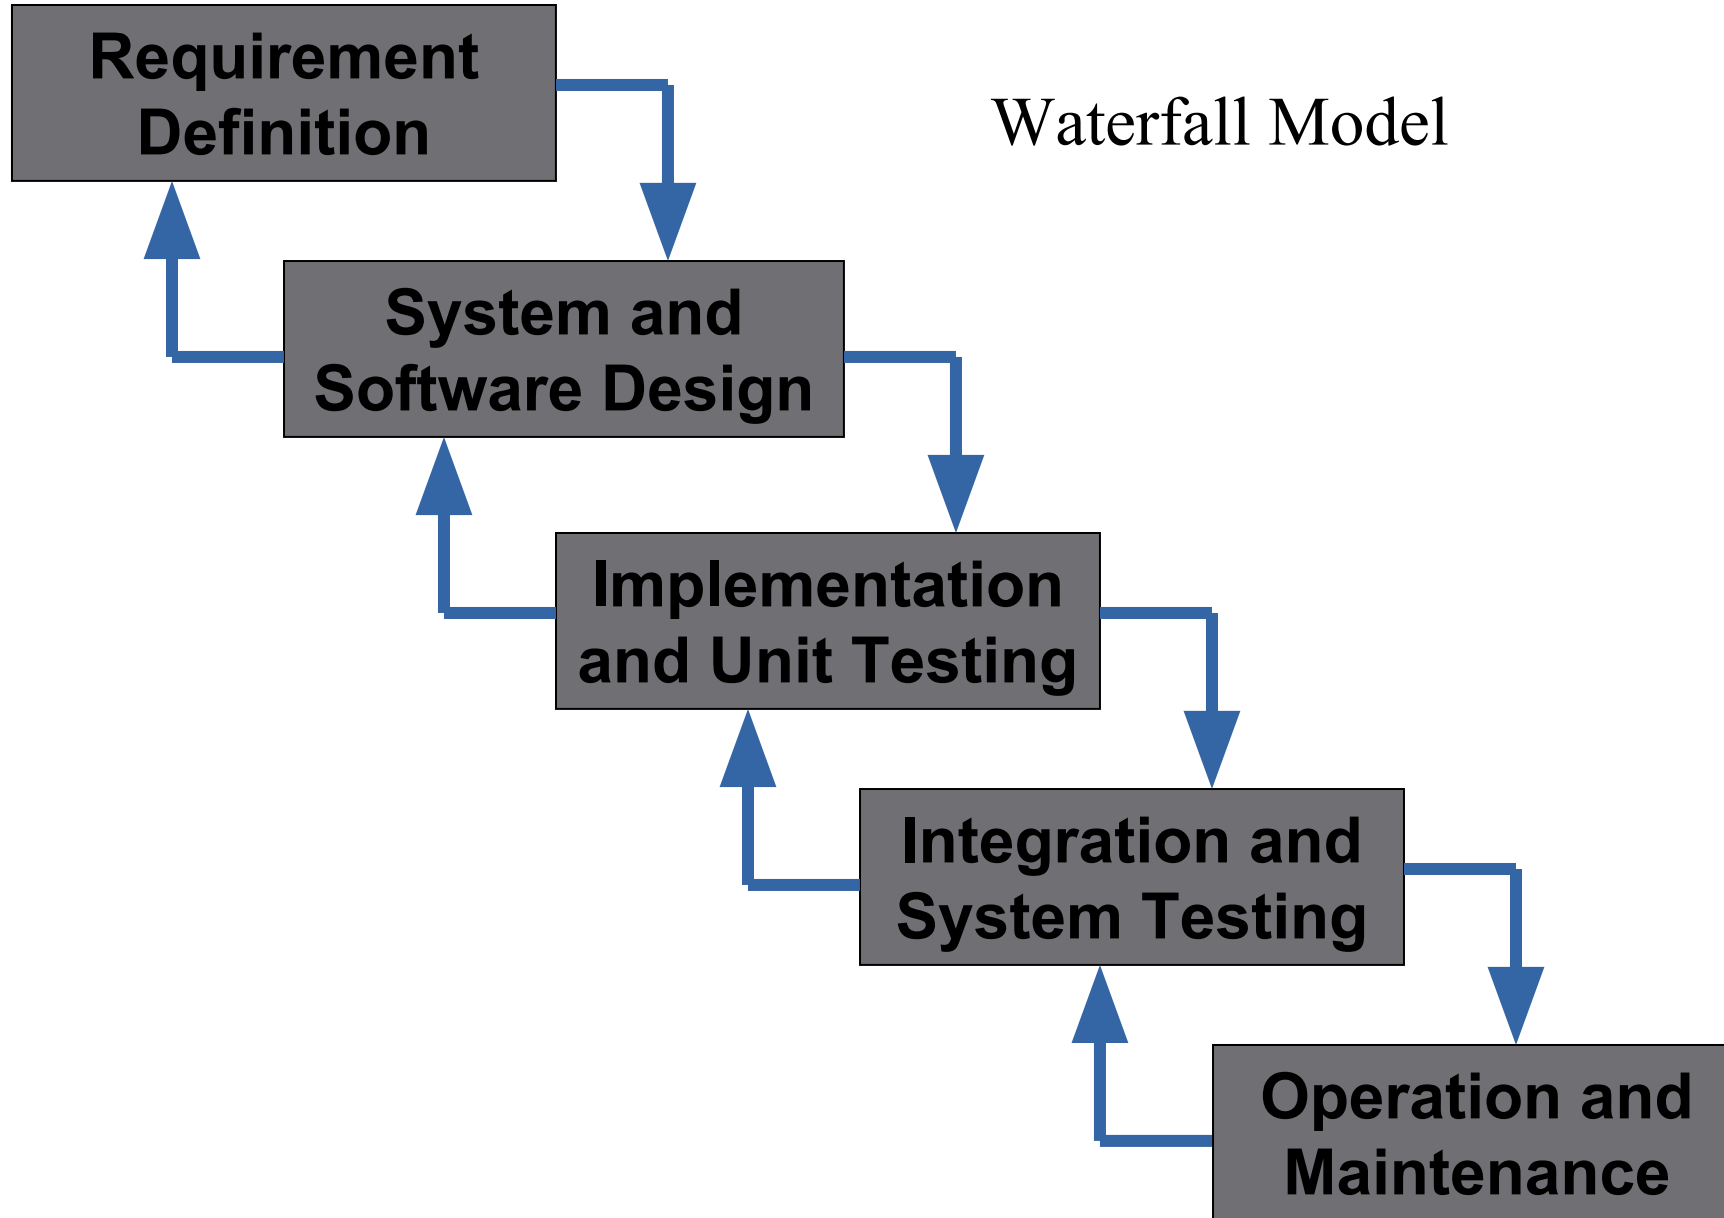 Requirement
Definition
Waterfall Model
System and
Software Design
Implementation
and Unit Testing
Integration and
System Testing
Operation and
Maintenance